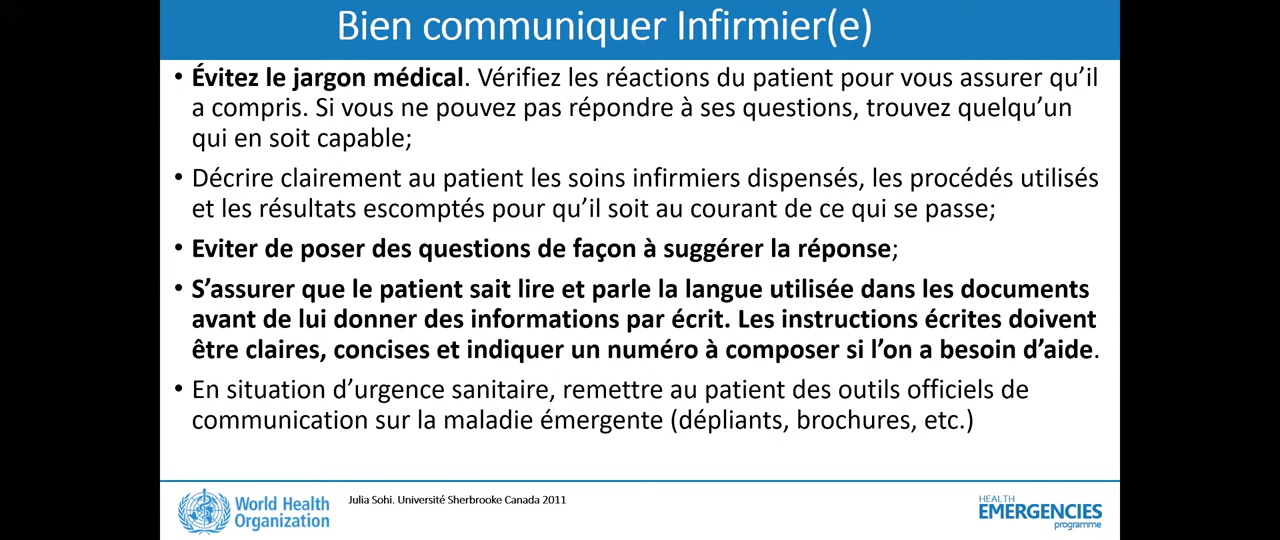 Bien communiquer Infirmier(e)
• Évitez le jargon médical. Vérifiez les réactions du patient pour vous assurer qu’il
a compris. Si vous ne pouvez pas répondre à ses questions, trouvez quelqu’un
qui en soit capable;
• Décrire clairement au patient les soins infirmiers dispensés, les procédés utilisés
et les résultats escomptés pour qu’il soit au courant de ce qui se passe;
• Eviter de poser des questions de façon à suggérer la réponse;
• S’assurer que le patient sait lire et parle la langue utilisée dans les documents
avant de lui donner des informations par écrit. Les instructions écrites doivent
être claires, concises et indiquer un numéro à composer si l’on a besoin d’aide.
• En situation d’urgence sanitaire, remettre au patient des outils officiels de
communication sur la maladie émergente (dépliants, brochures, etc.)
World Health
Organization
Julia Sohi. Université Sherbrooke Canada 2011
HEALTH
EMERGENCIES
programme